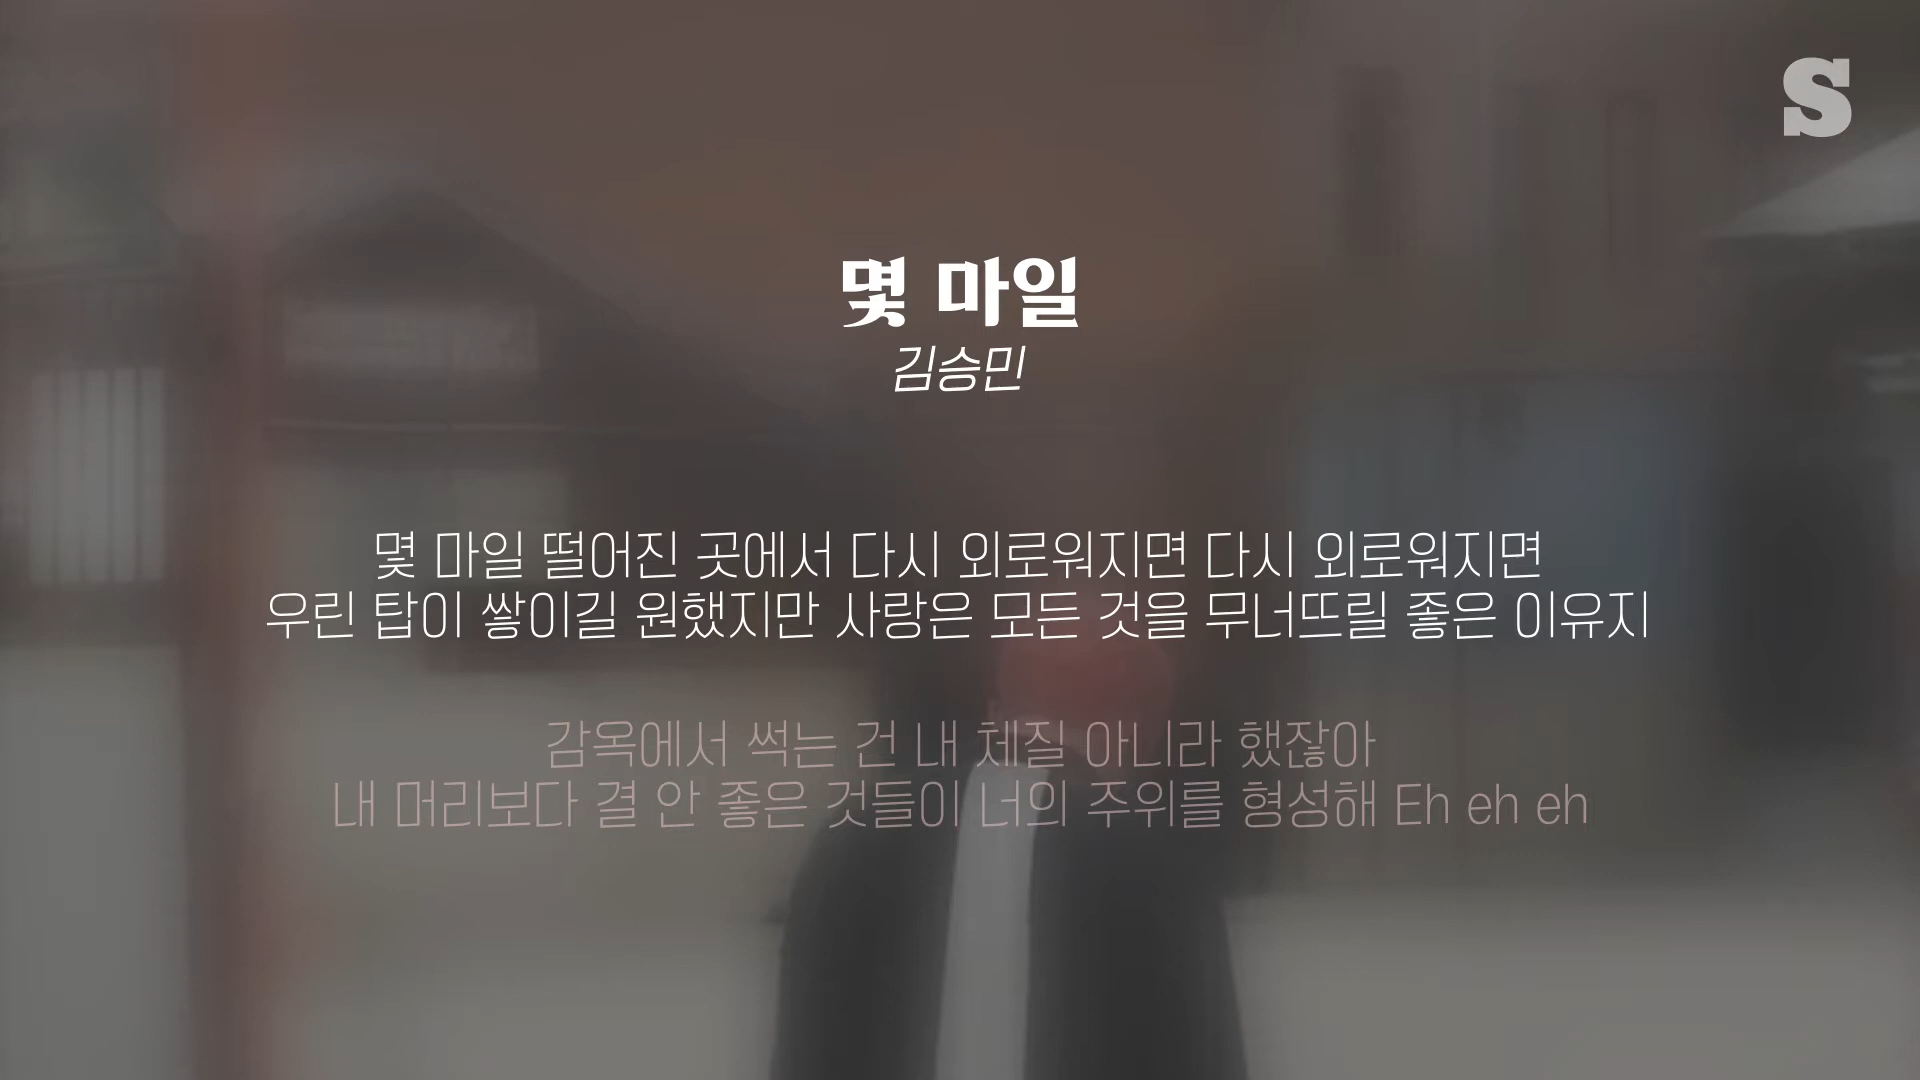 S
몇 마일
김승민
몇 마일 떨어진 곳에서 다시 외로워지면 다시 외로워지면
우린 탑이 쌓이길 원했지만 사랑은 모든 것을 무너뜨릴 좋은 이유지
감옥에서 썩는 건 내 체질 아니라 했잖아
내 머리보다 결 안 좋은 것들이 너의 주위를 형성해 Eh eh eh